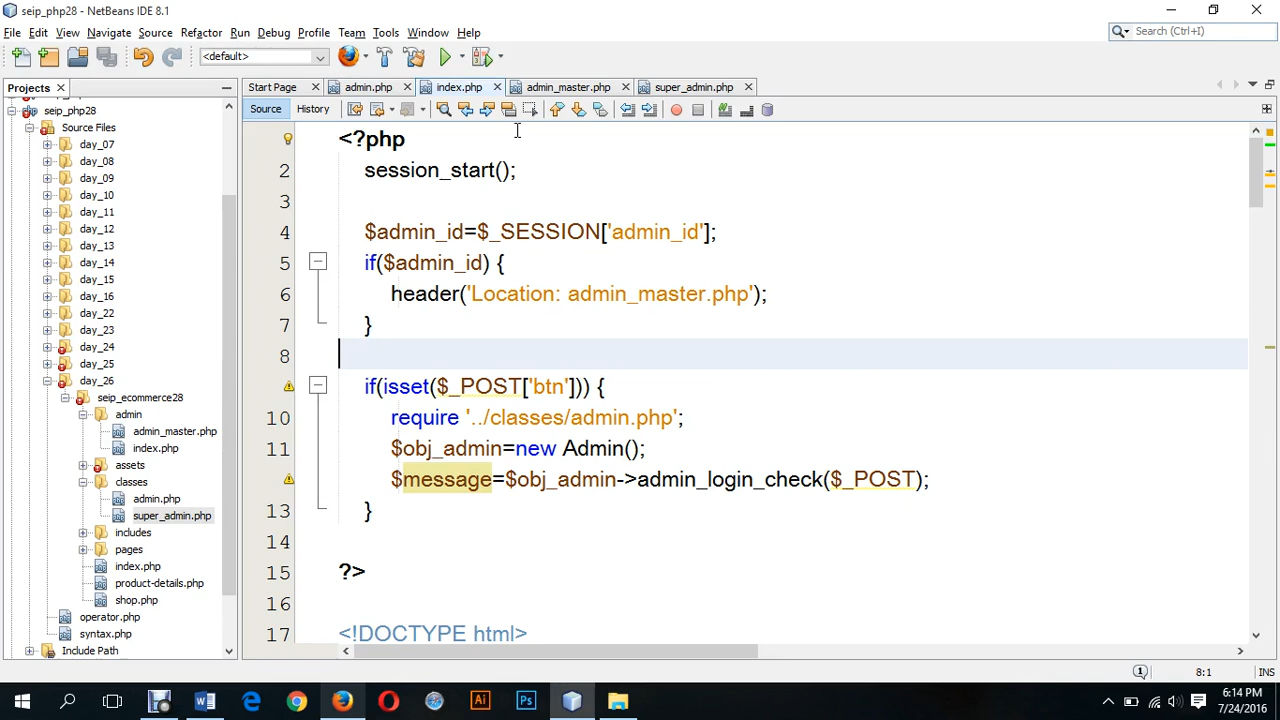 seip_php28 - NetBeans IDE 8.1
File Edit View Navigate Source Refactor Run Debug Profile Team Tools Window Help
Search (Ctrl+I)
<default>
Projects
Start Page admin.php index.php admin_master.php super_admin.php
Source History
seip_php28
Source Files
day_07
day_08
day_09
day_10
day_11
day_12
day_13
day_14
day_15
day_16
day_22
day_23
day_24
day_25
day_26
seip_ecommerce28
admin
admin_master.php
index.php
assets
classes
admin.php
super_admin.php
includes
pages
index.php
product-details.php
shop.php
operator.php
syntax.php
Include Path
<?php
2 session_start();
3
4 $admin_id=$_SESSION['admin_id'];
5 if($admin_id) {
6 header('Location: admin_master.php');
7 }
8
if(isset($_POST['btn'])) {
10 require '../classes/admin.php';
11 $obj_admin=new Admin();
$message=$obj_admin->admin_login_check($_POST);
13 }
14
15 ?>
16
17 <!DOCTYPE html>
1 8:1 INS
W Ai Ps
6:14 PM
7/24/2016